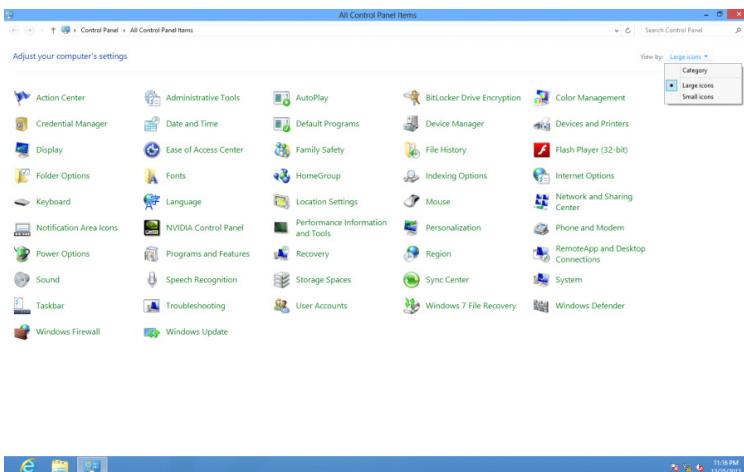 All Control Panel Items
Control Panel All Control Panel Items Search Control Panel
Adjust your computer's settings View by: Large icons
Category
Large icons
Small icons
Action Center Administrative Tools AutoPlay BitLocker Drive Encryption Color Management
Credential Manager Date and Time Default Programs Device Manager Devices and Printers
Display Ease of Access Center Family Safety File History Flash Player (32-bit)
Folder Options Fonts HomeGroup Indexing Options Internet Options
Keyboard Language Location Settings Mouse Network and Sharing
Center
Notification Area Icons NVIDIA Control Panel Performance Information
and Tools Personalization Phone and Modem
Power Options Programs and Features Recovery Region RemoteApp and Desktop
Connections
Sound Speech Recognition Storage Spaces Sync Center System
Taskbar Troubleshooting User Accounts Windows 7 File Recovery Windows Defender
Windows Firewall Windows Update
11:16 PM